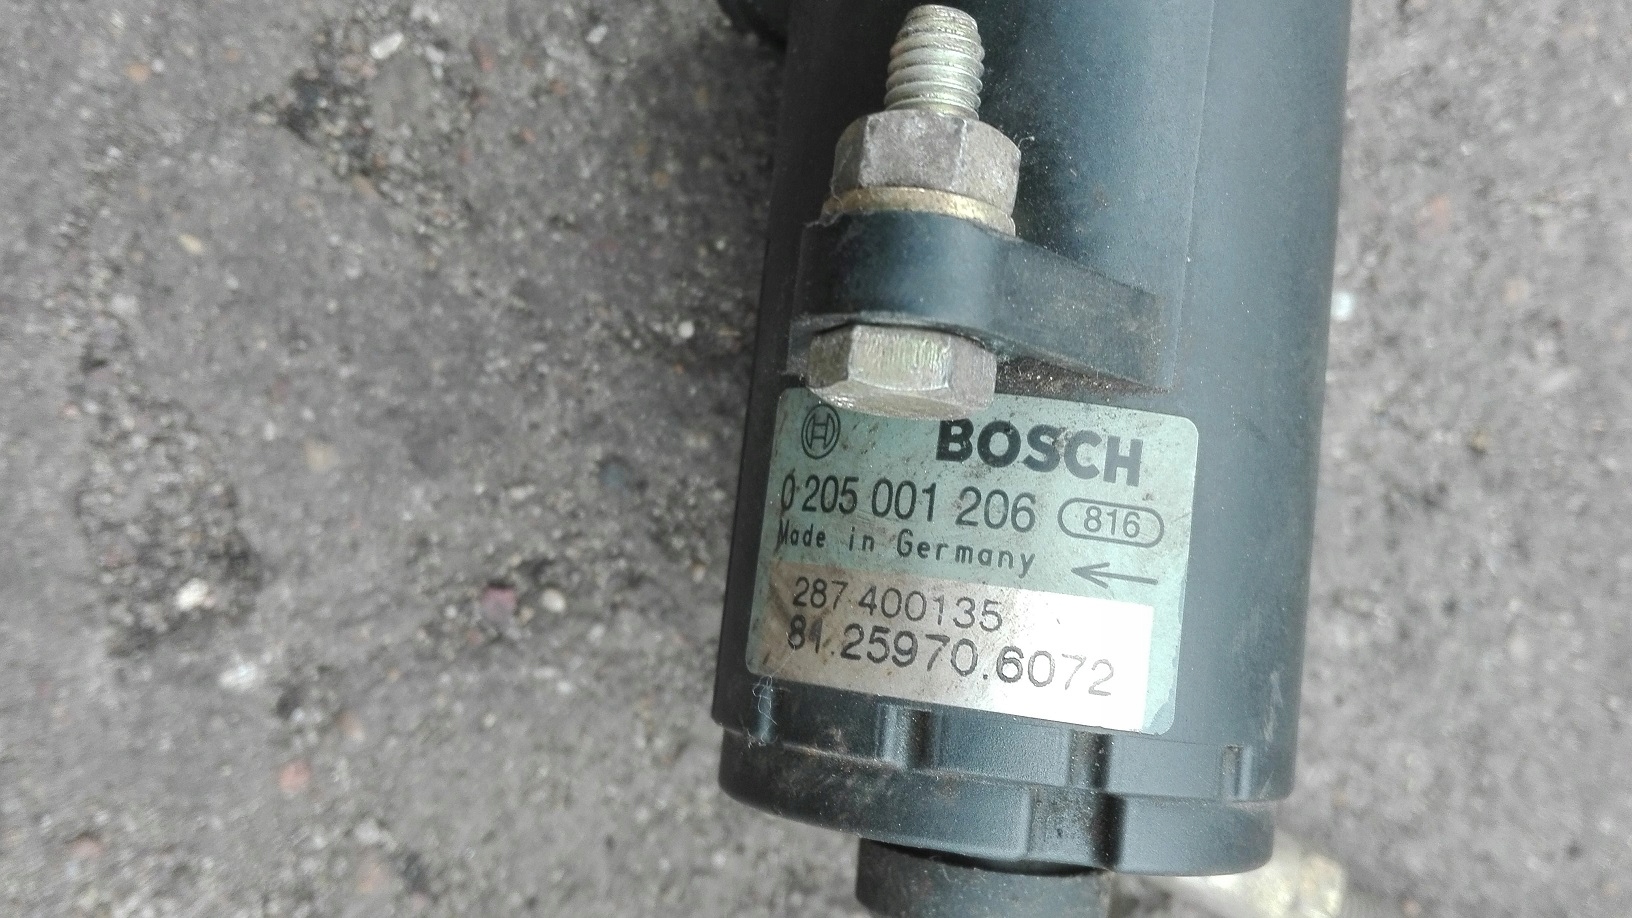 BOSCH
0 205 001 206 816
Made in Germany
287 400135
81.25970.6072